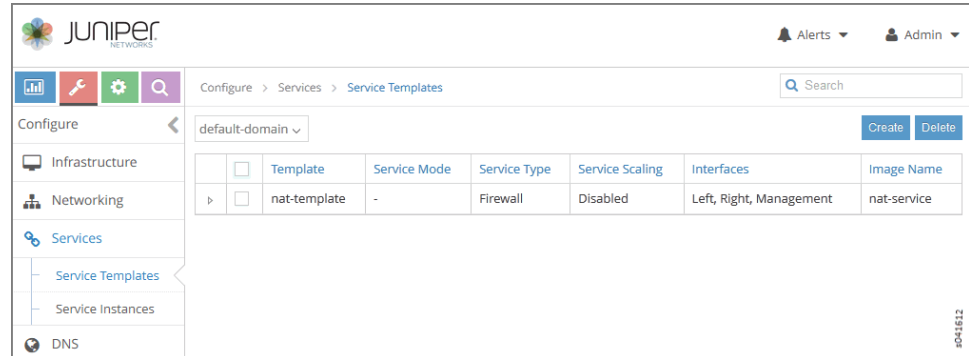 JUNIPER
NETWORKS
Alerts
Admin
Configure > Services > Service Templates
Search
Configure
default-domain
Create
Delete
Infrastructure
Networking
Services
Service Templates
Service Instances
DNS
Template Service Mode Service Type Service Scaling Interfaces Image Name
nat-template - Firewall Disabled Left, Right, Management nat-service
s041612